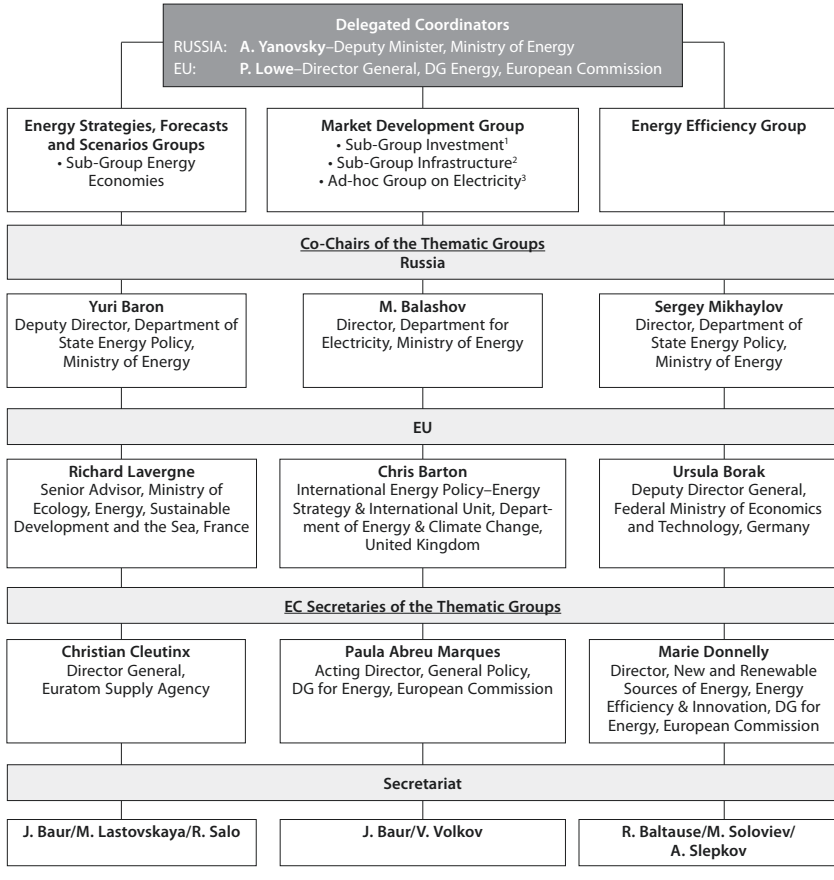 Delegated Coordinators
RUSSIA: A. Yanovsky–Deputy Minister, Ministry of Energy
EU: P. Lowe–Director General, DG Energy, European Commission
Energy Strategies, Forecasts
and Scenarios Groups
• Sub-Group Energy
Economies
Market Development Group
• Sub-Group Investment¹
• Sub-Group Infrastructure²
• Ad-hoc Group on Electricity³
Energy Efficiency Group
Co-Chairs of the Thematic Groups
Russia
Yuri Baron
Deputy Director, Department of
State Energy Policy,
Ministry of Energy
M. Balashov
Director, Department for
Electricity, Ministry of Energy
Sergey Mikhaylov
Director, Department of
State Energy Policy,
Ministry of Energy
EU
Richard Lavergne
Senior Advisor, Ministry of
Ecology, Energy, Sustainable
Development and the Sea, France
Chris Barton
International Energy Policy–Energy
Strategy & International Unit, Depart-
ment of Energy & Climate Change,
United Kingdom
Ursula Borak
Deputy Director General,
Federal Ministry of Economics
and Technology, Germany
EC Secretaries of the Thematic Groups
Christian Cleutinx
Director General,
Euratom Supply Agency
Paula Abreu Marques
Acting Director, General Policy,
DG for Energy, European Commission
Marie Donnelly
Director, New and Renewable
Sources of Energy, Energy
Efficiency & Innovation, DG for
Energy, European Commission
Secretariat
J. Baur/M. Lastovskaya/R. Salo
J. Baur/V. Volkov
R. Baltause/M. Soloviev/
A. Slepkov